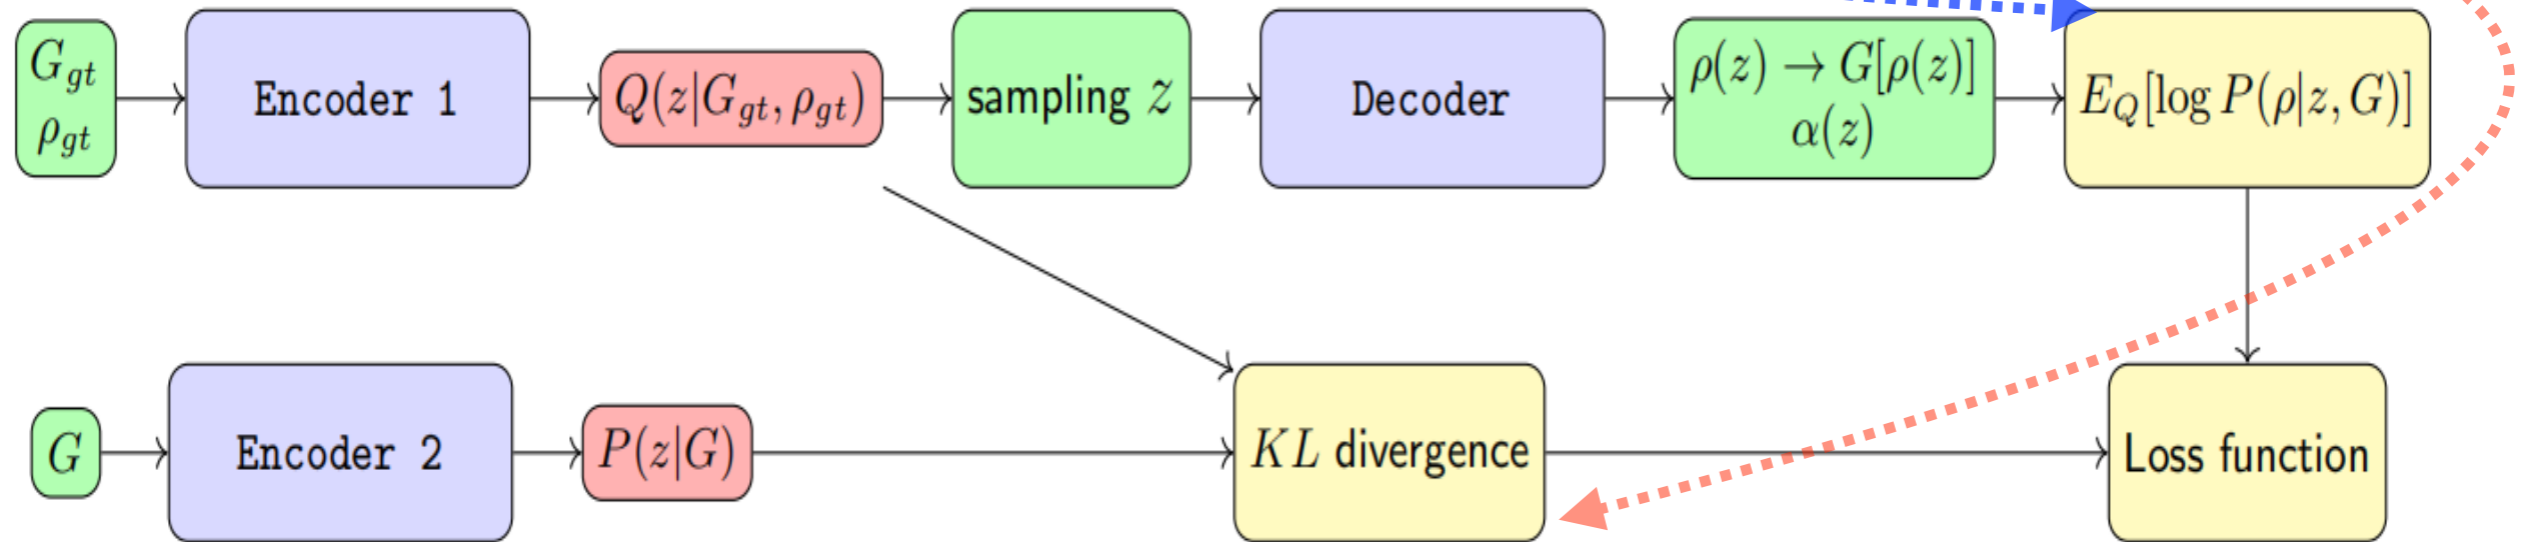 G_gt
ρ_gt
Encoder 1
Q(z|G_gt, ρ_gt)
sampling z
Decoder
ρ(z) → G[ρ(z)]
α(z)
E_Q[log P(ρ|z, G)]
G
Encoder 2
P(z|G)
KL divergence
Loss function